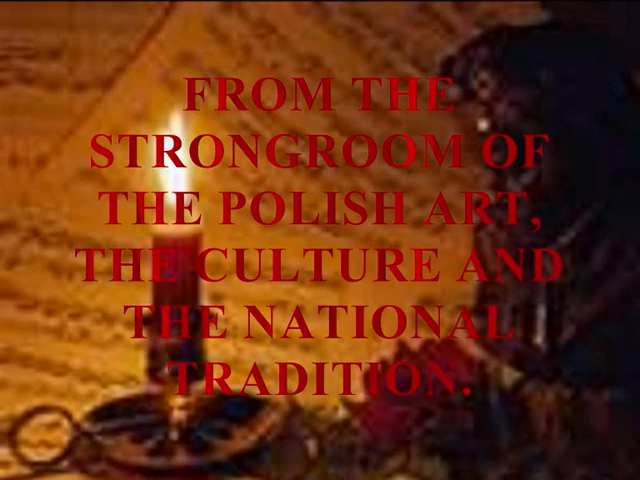 FROM THE
STRONGROOM OF
THE POLISH ART,
THE CULTURE AND
THE NATIONAL
TRADITION.